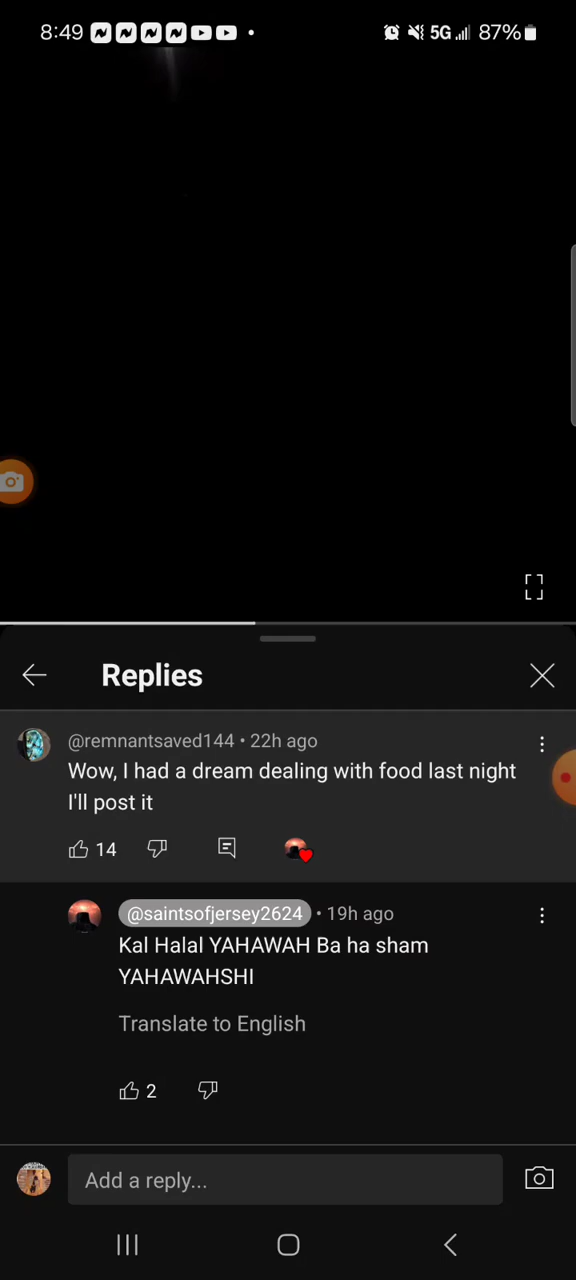 8:49 5G 87%
Replies
@remnantsaved144 • 22h ago
Wow, I had a dream dealing with food last night
I'll post it
14
@saintsofjersey2624 • 19h ago
Kal Halal YAHAWAH Ba ha sham
YAHAWAHSHI
Translate to English
2
Add a reply...